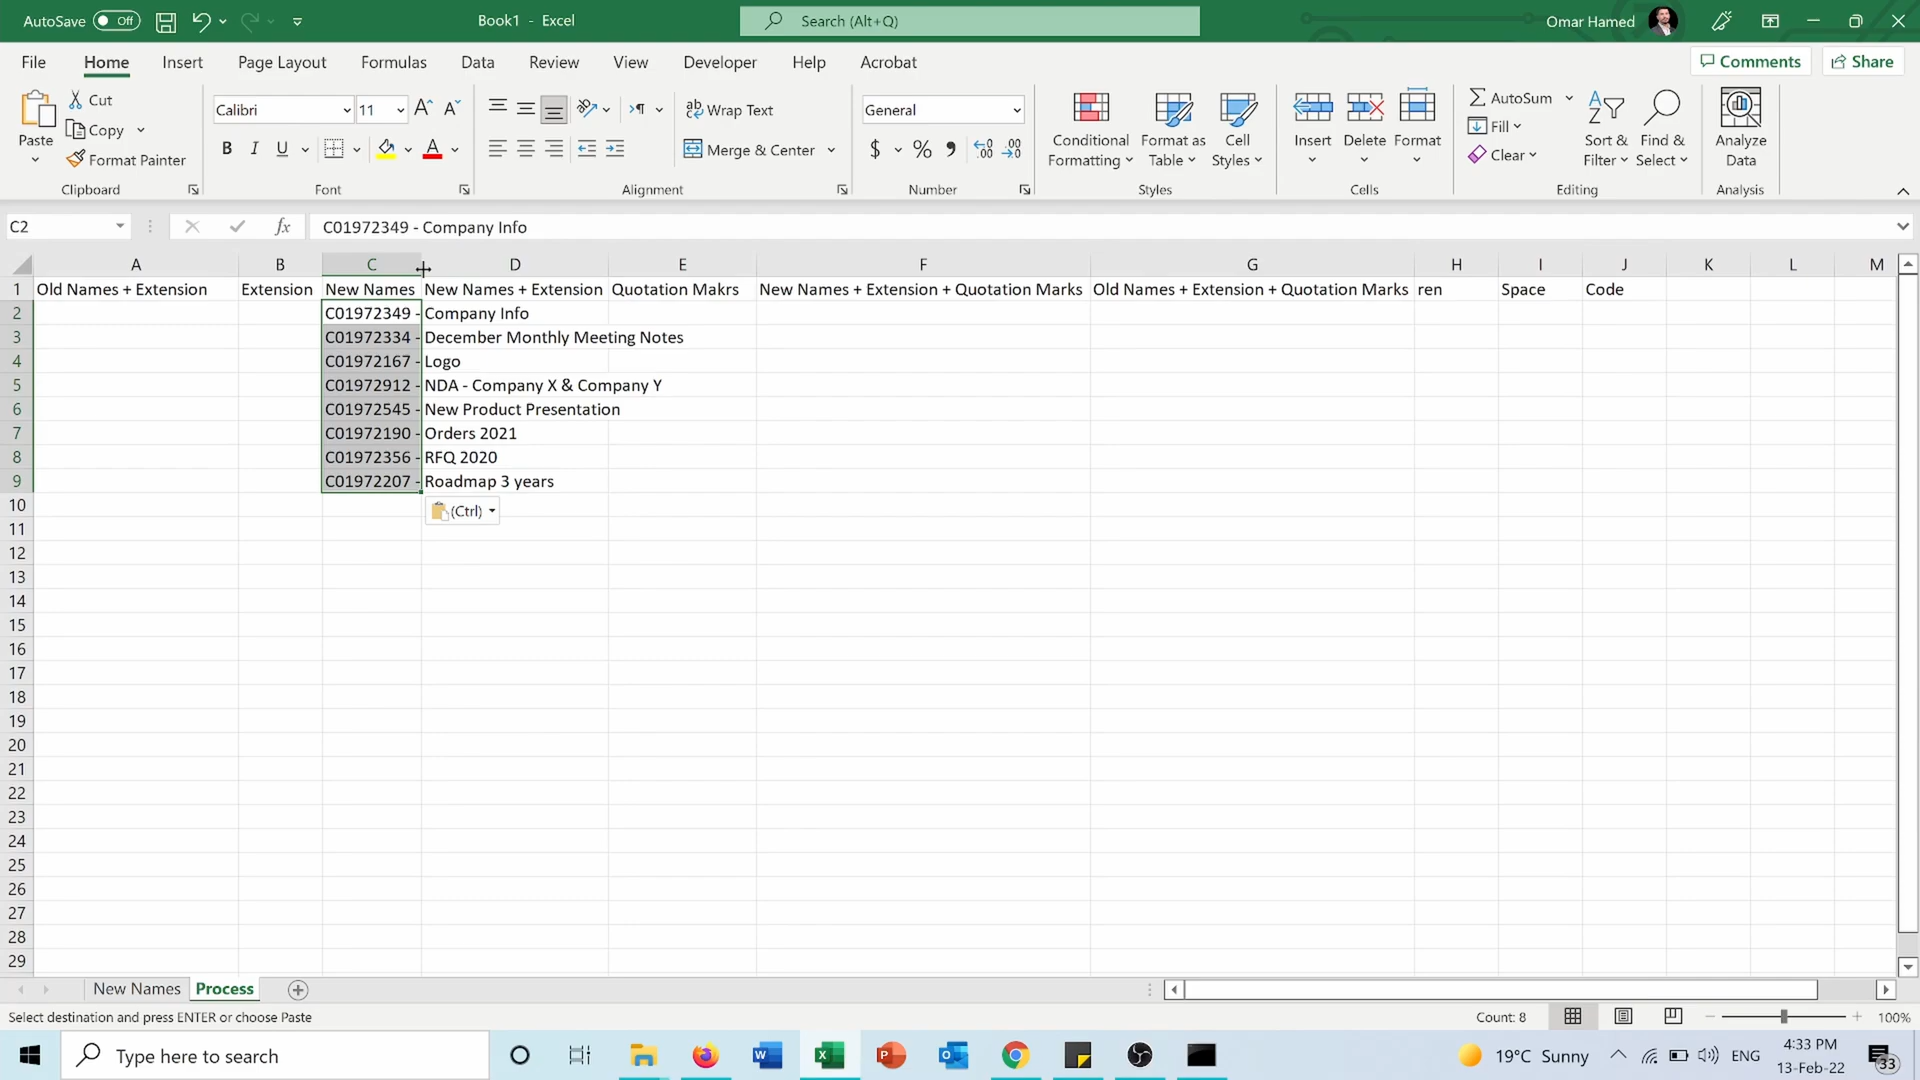 AutoSave Off
Book1 - Excel
Search (Alt+Q)
Omar Hamed
File Home Insert Page Layout Formulas Data Review View Developer Help Acrobat
Comments Share
Paste
Cut
Copy
Format Painter
Clipboard
Calibri 11
B I U
Font
Wrap Text
Merge & Center
Alignment
General
$ %
Number
Conditional Formatting
Format as Table
Cell Styles
Styles
Insert Delete Format
Cells
AutoSum
Fill
Clear
Sort & Filter
Find & Select
Editing
Analyze Data
Analysis
C2 fx C01972349 - Company Info
A B C D E F G H I J K L M
1 Old Names + Extension Extension New Names New Names + Extension Quotation Makrs New Names + Extension + Quotation Marks Old Names + Extension + Quotation Marks ren Space Code
2 C01972349 - Company Info
3 C01972334 - December Monthly Meeting Notes
4 C01972167 - Logo
5 C01972912 - NDA - Company X & Company Y
6 C01972545 - New Product Presentation
7 C01972190 - Orders 2021
8 C01972356 - RFQ 2020
9 C01972207 - Roadmap 3 years
10 (Ctrl)
11
12
13
14
15
16
17
18
19
20
21
22
23
24
25
26
27
28
29
New Names Process
Select destination and press ENTER or choose Paste
Count: 8
100%
Type here to search
19°C Sunny
ENG
4:33 PM
13-Feb-22
33